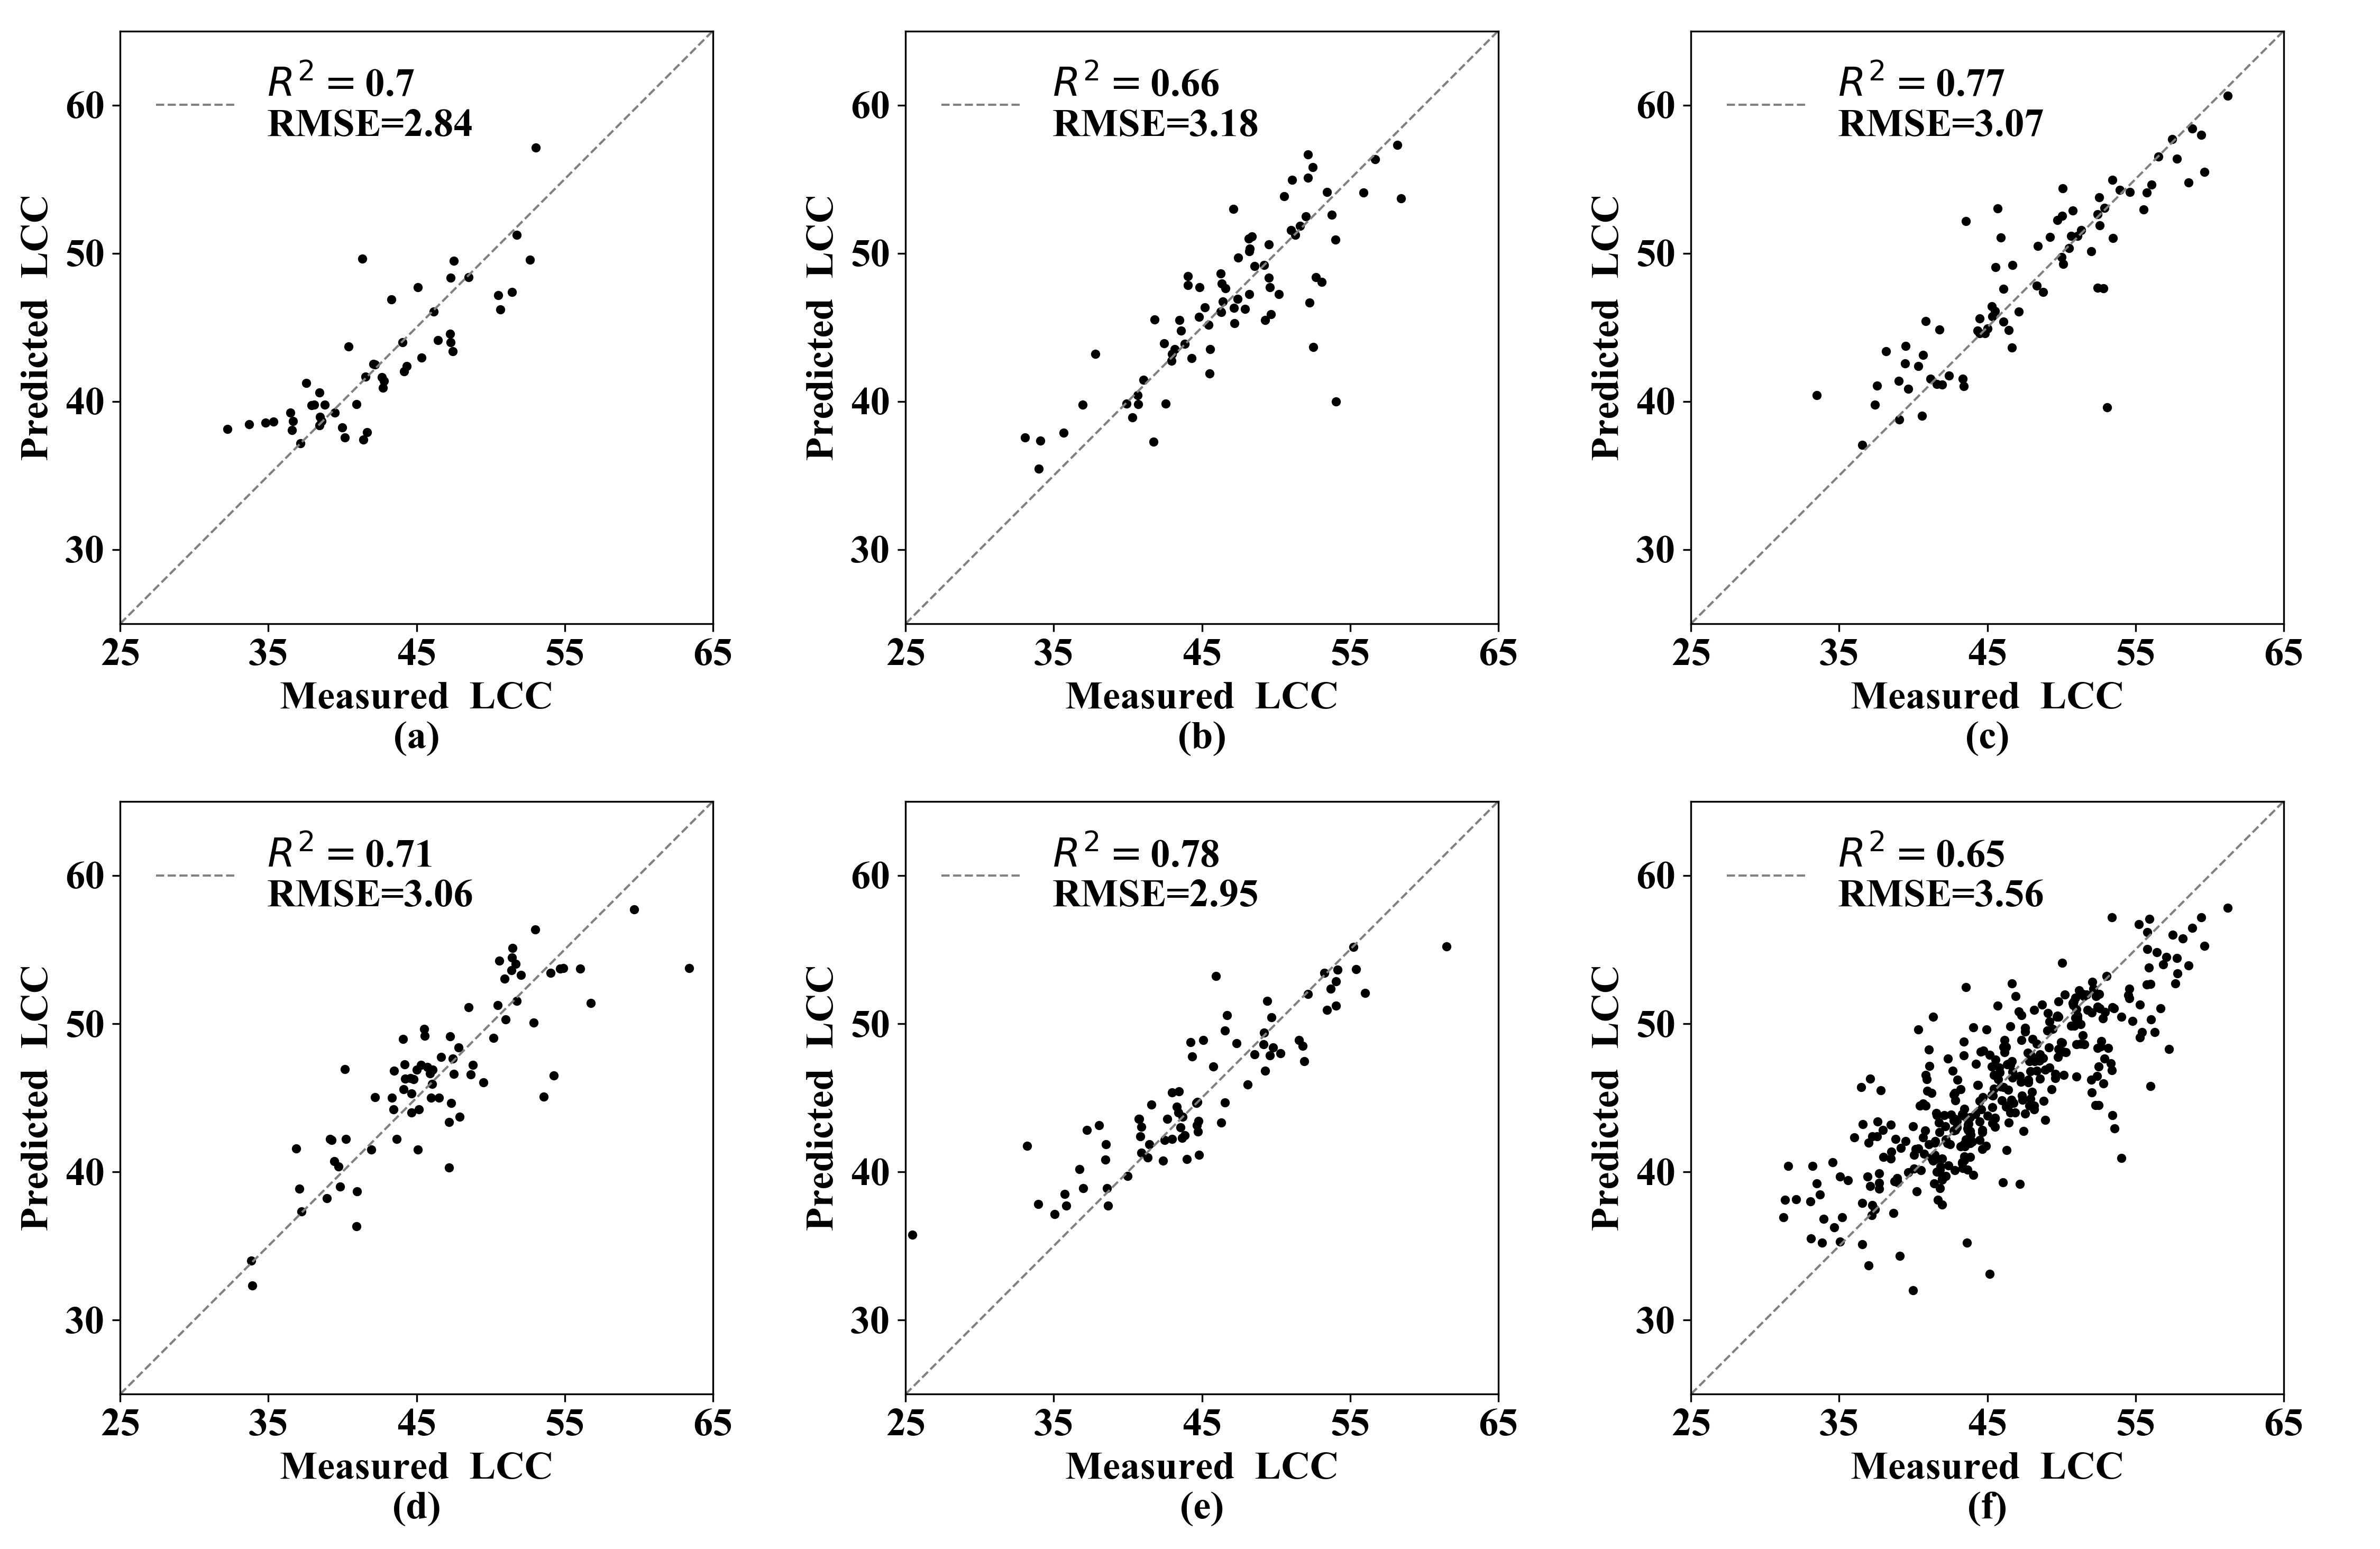 R² = 0.7
RMSE=2.84
60
50
40
30
Predicted LCC
25 35 45 55 65
Measured LCC
(a)
R² = 0.66
RMSE=3.18
60
50
40
30
Predicted LCC
25 35 45 55 65
Measured LCC
(b)
R² = 0.77
RMSE=3.07
60
50
40
30
Predicted LCC
25 35 45 55 65
Measured LCC
(c)
R² = 0.71
RMSE=3.06
60
50
40
30
Predicted LCC
25 35 45 55 65
Measured LCC
(d)
R² = 0.78
RMSE=2.95
60
50
40
30
Predicted LCC
25 35 45 55 65
Measured LCC
(e)
R² = 0.65
RMSE=3.56
60
50
40
30
Predicted LCC
25 35 45 55 65
Measured LCC
(f)